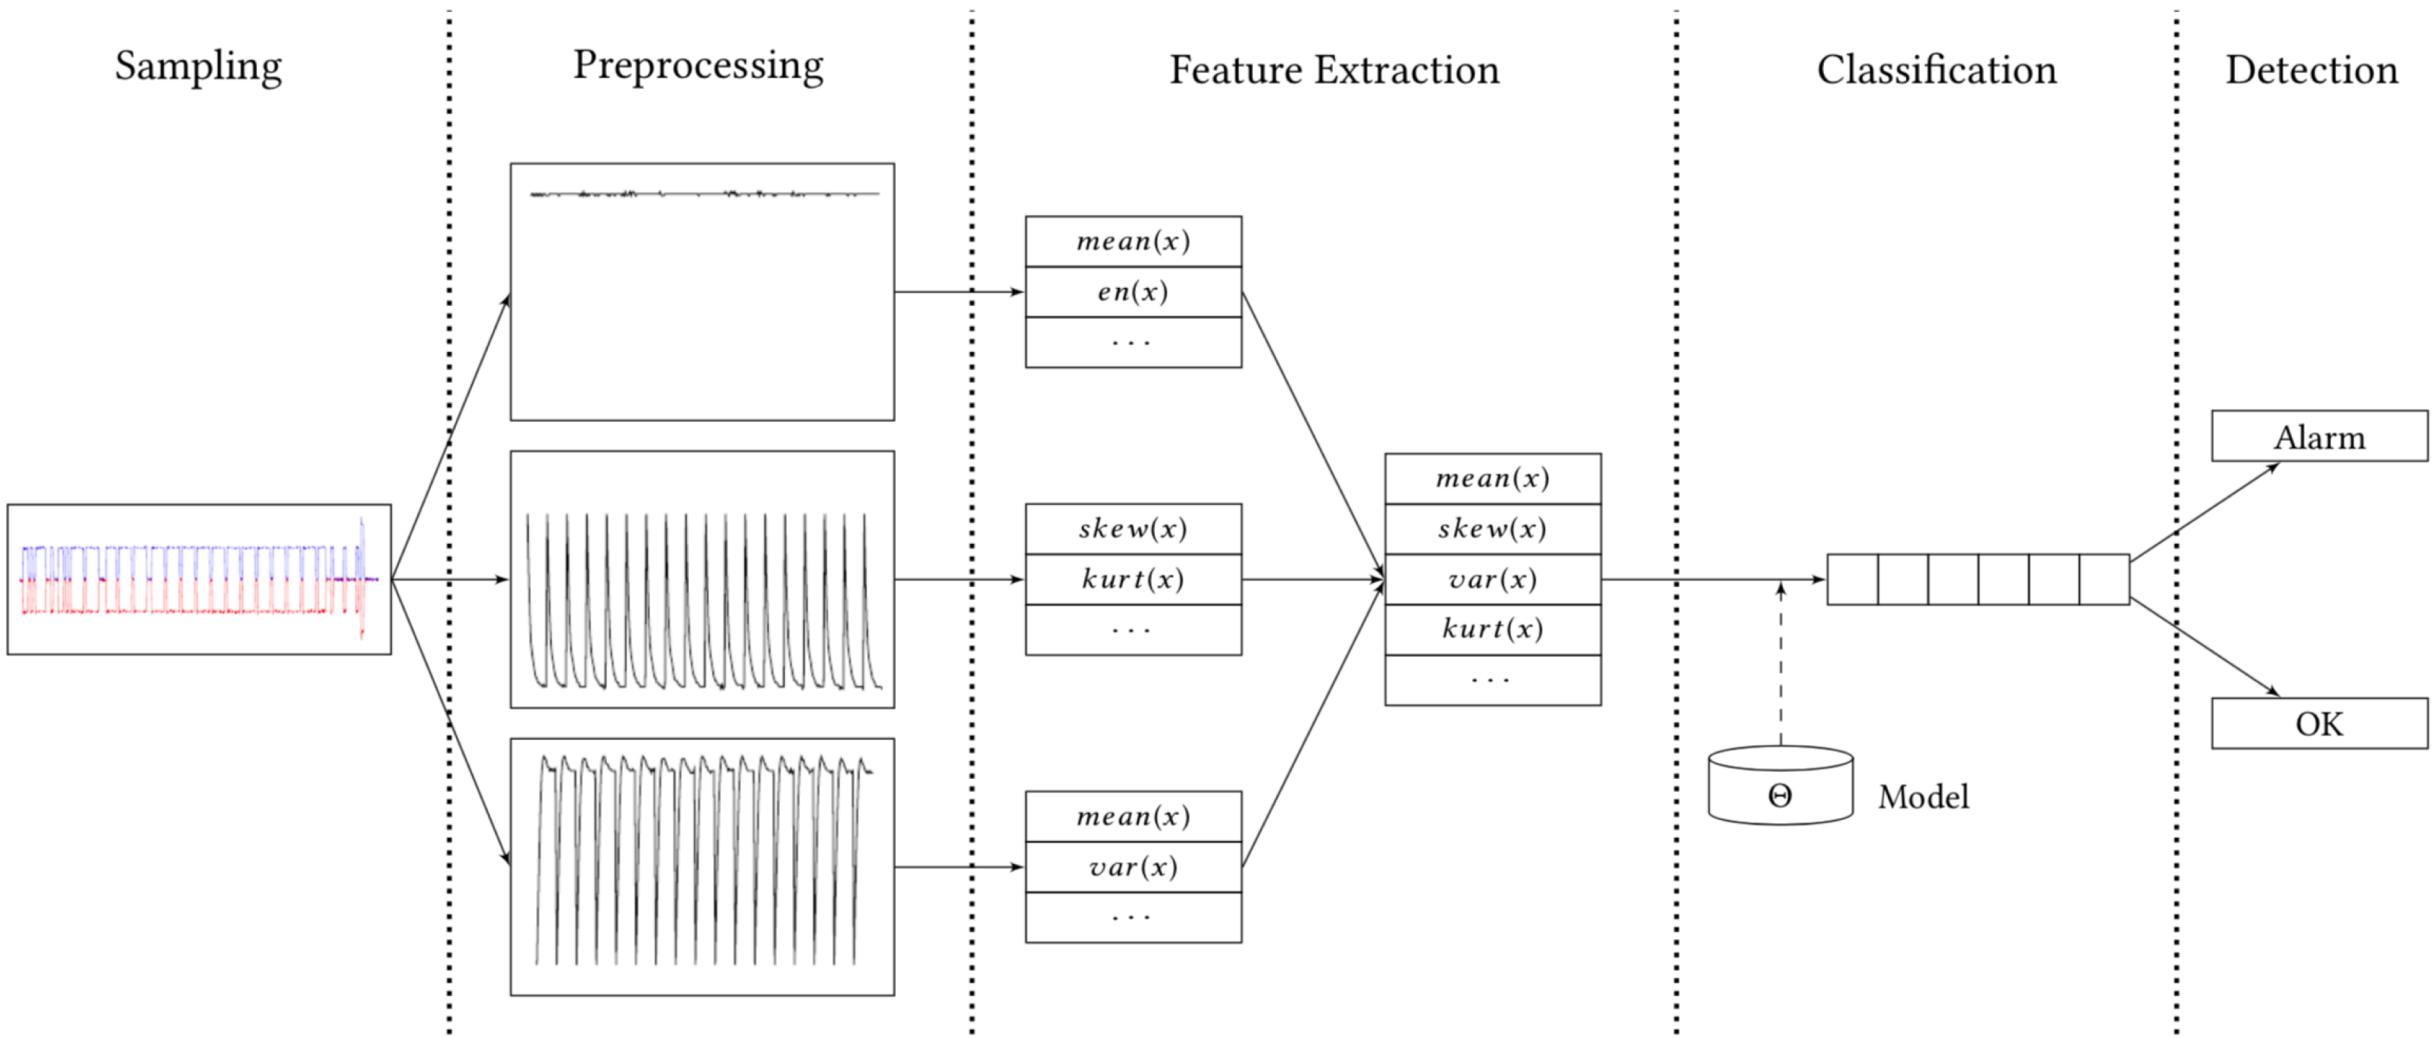 Sampling
Preprocessing
Feature Extraction
Classification
Detection
mean(x)
en(x)
...
skew(x)
kurt(x)
...
mean(x)
var(x)
...
mean(x)
skew(x)
var(x)
kurt(x)
...
Θ
Model
Alarm
OK